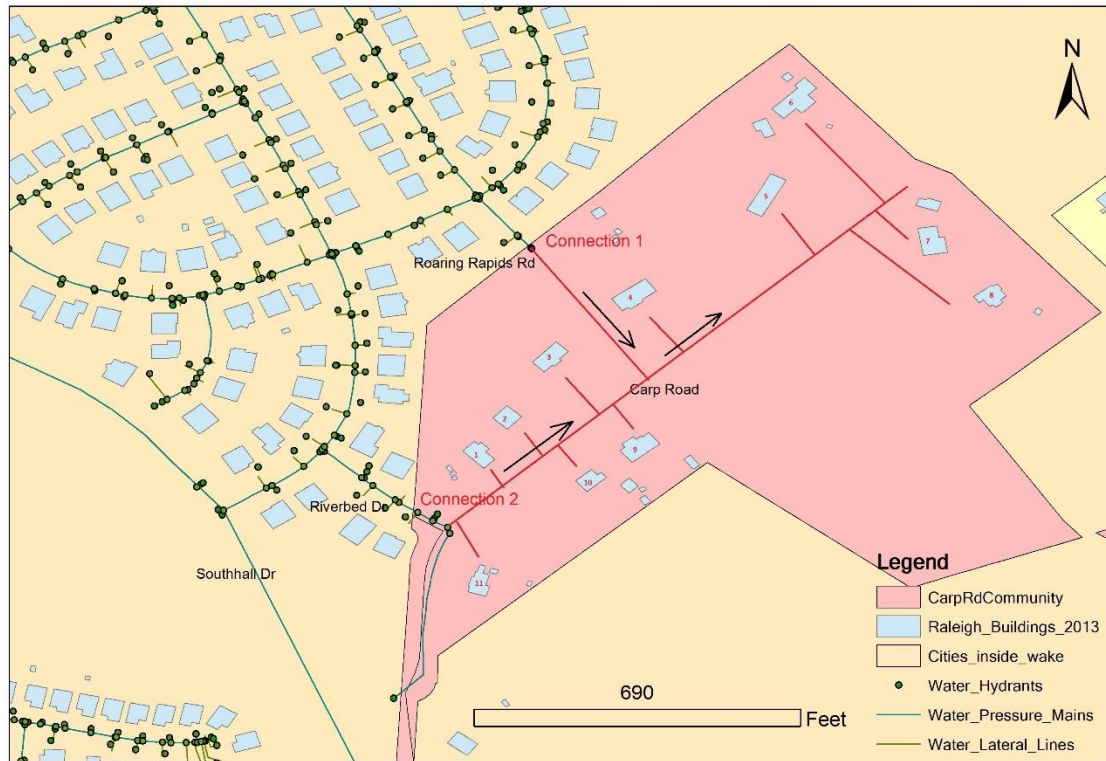 N
6
5
7
Connection 1
Roaring Rapids Rd
4
8
3
Carp Road
2
9
1
10
Connection 2
Riverbed Dr
Southhall Dr
11
Legend
CarpRdCommunity
Raleigh_Buildings_2013
Cities_inside_wake
Water_Hydrants
Water_Pressure_Mains
Water_Lateral_Lines
690
Feet